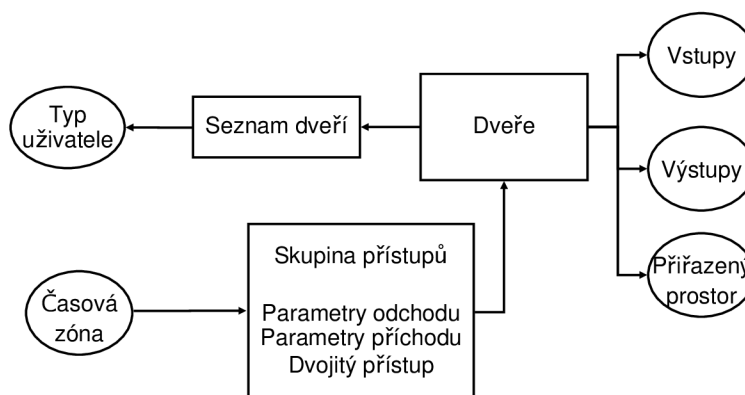 Vstupy
Typ
uživatele
Seznam dveří
Dveře
Výstupy
Skupina přístupů
Přiřazený
prostor
Časová
zóna
Parametry odchodu
Parametry příchodu
Dvojitý přístup